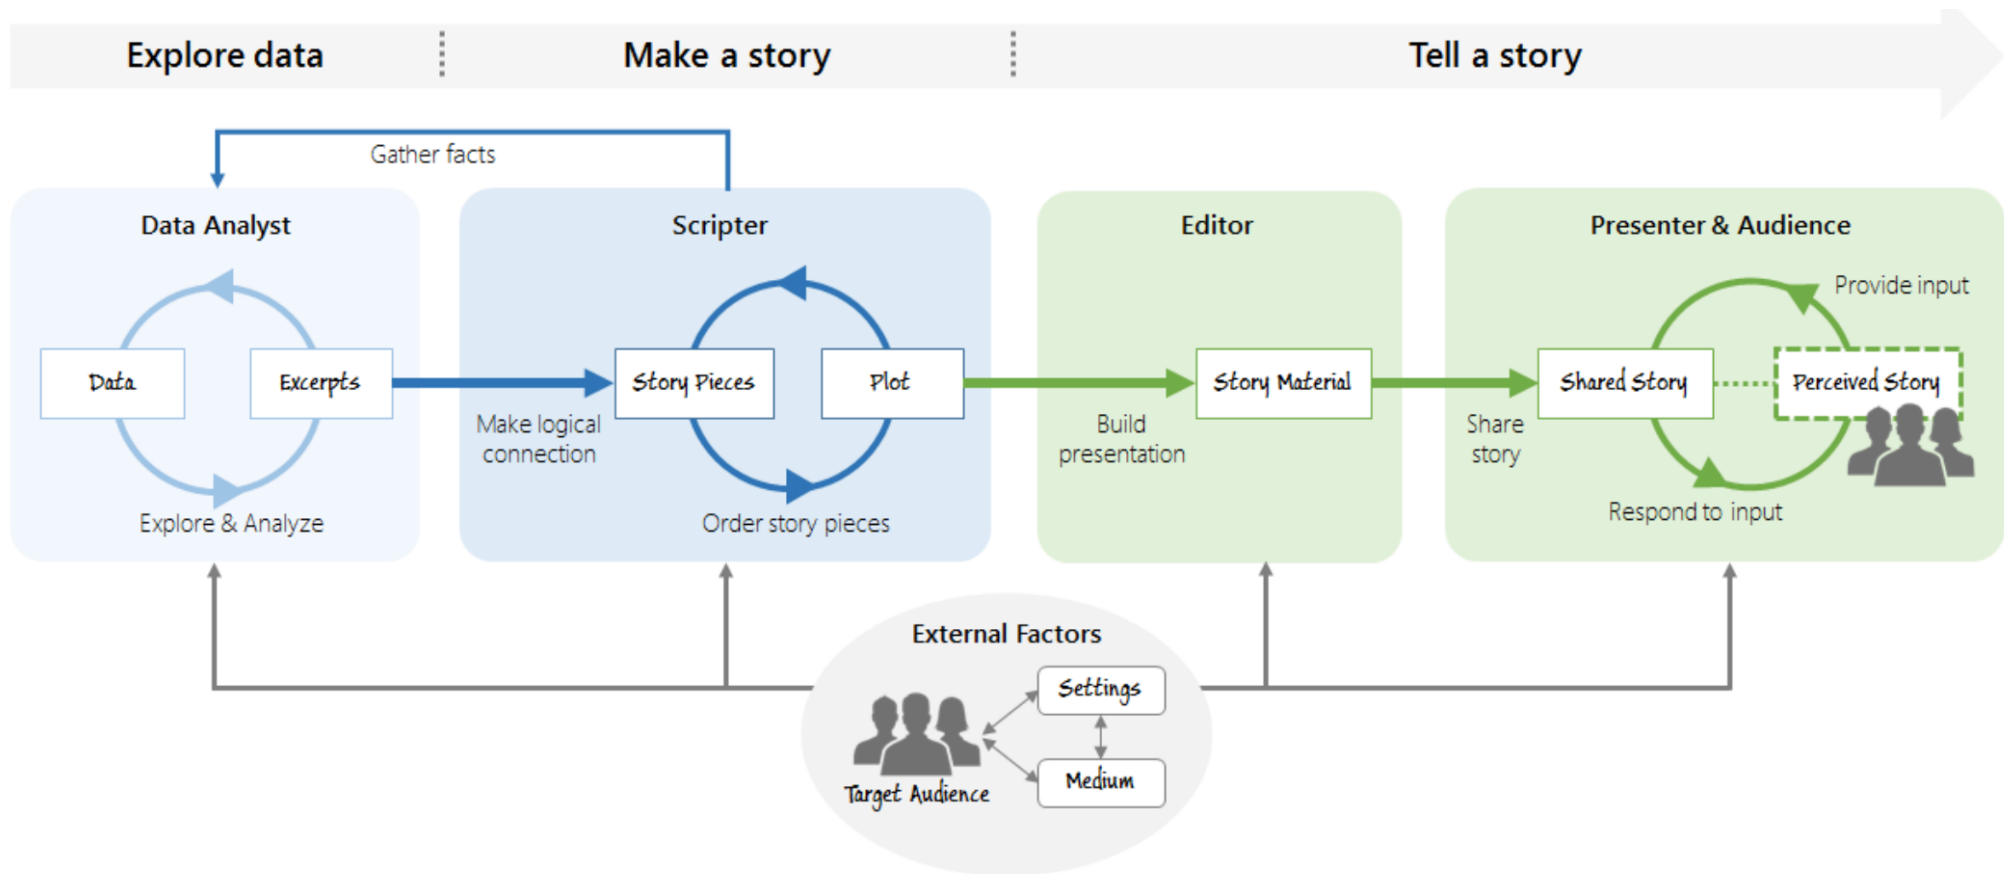 Explore data
Make a story
Tell a story
Gather facts
Data Analyst
Scripter
Editor
Presenter & Audience
Provide input
Data
Excerpts
Story Pieces
Plot
Story Material
Shared Story
Perceived Story
Make logical
connection
Build
presentation
Share
story
Explore & Analyze
Order story pieces
Respond to input
External Factors
Settings
Medium
Target Audience